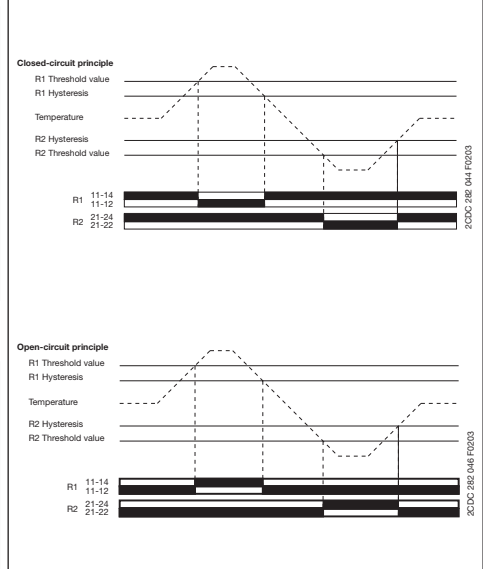 Closed-circuit principle
R1 Threshold value
R1 Hysteresis
Temperature
R2 Hysteresis
R2 Threshold value
R1 11-14
11-12
R2 21-24
21-22
2CDC 282 044 F0203
Open-circuit principle
R1 Threshold value
R1 Hysteresis
Temperature
R2 Hysteresis
R2 Threshold value
R1 11-14
11-12
R2 21-24
21-22
2CDC 282 046 F0203